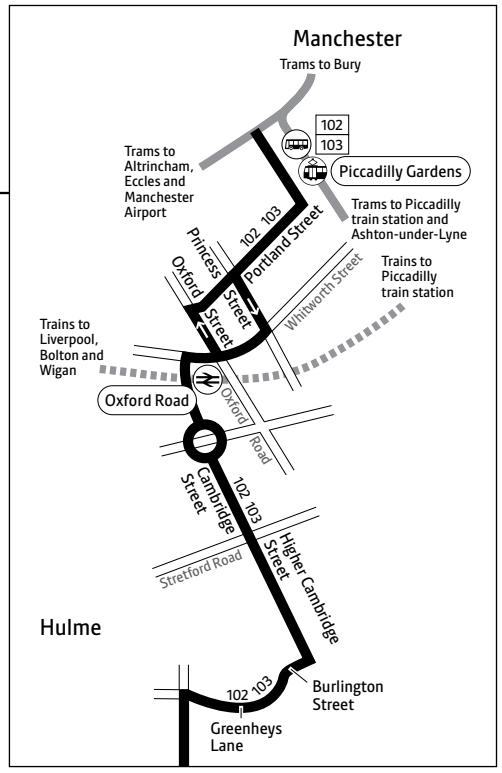 Manchester
Trams to Bury
102
103
Piccadilly Gardens
Trams to
Altrincham,
Eccles and
Manchester
Airport
Trams to Piccadilly
train station and
Ashton-under-Lyne
102 103
Portland Street
Princess
Street
Oxford
Street
Whitworth Street
Trains to
Piccadilly
train station
Trains to
Liverpool,
Bolton and
Wigan
Oxford Road
Oxford
Road
Cambridge
Street
102
103
Stretford Road
Higher Cambridge
Street
Hulme
102 103
Burlington
Street
Greenheys
Lane